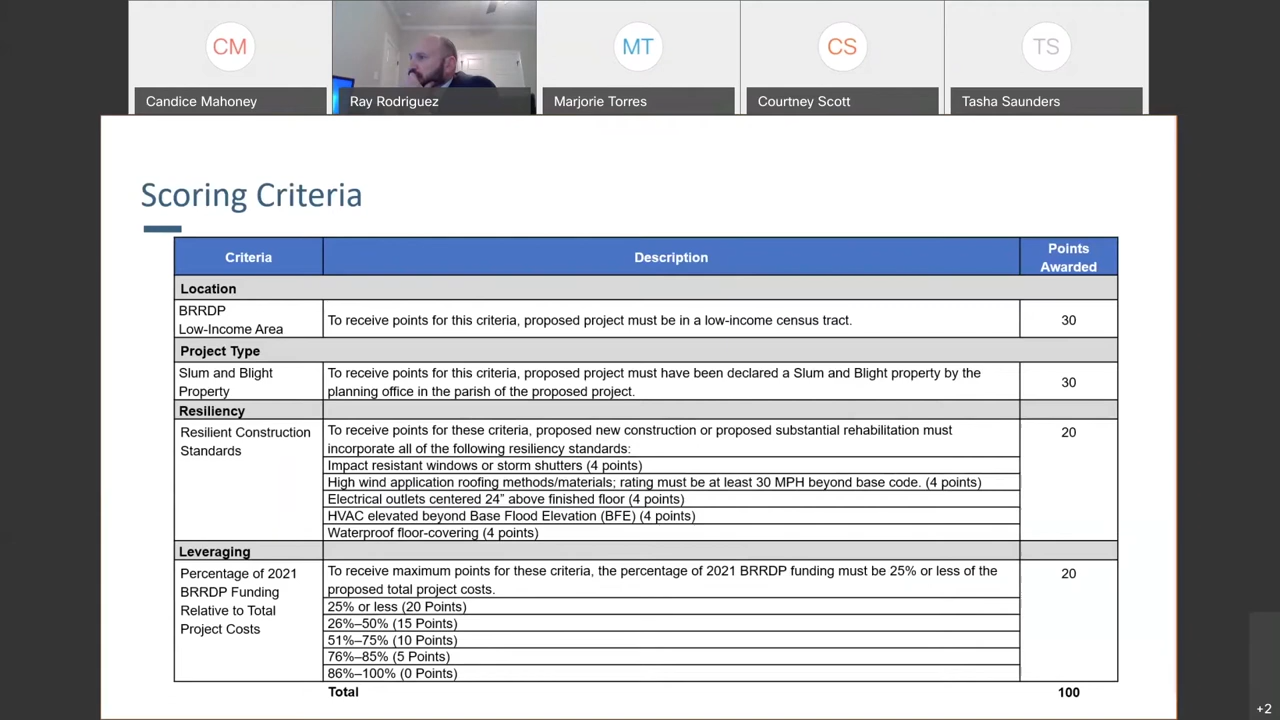 CM
MT
CS
TS
Candice Mahoney
Ray Rodriguez
Marjorie Torres
Courtney Scott
Tasha Saunders
Scoring Criteria
Criteria
Description
Points
Awarded
Location
BRRDP
Low-Income Area
To receive points for this criteria, proposed project must be in a low-income census tract.
30
Project Type
Slum and Blight
Property
To receive points for this criteria, proposed project must have been declared a Slum and Blight property by the
planning office in the parish of the proposed project.
30
Resiliency
Resilient Construction
Standards
To receive points for these criteria, proposed new construction or proposed substantial rehabilitation must
incorporate all of the following resiliency standards:
Impact resistant windows or storm shutters (4 points)
High wind application roofing methods/materials; rating must be at least 30 MPH beyond base code. (4 points)
Electrical outlets centered 24” above finished floor (4 points)
HVAC elevated beyond Base Flood Elevation (BFE) (4 points)
Waterproof floor-covering (4 points)
20
Leveraging
Percentage of 2021
BRRDP Funding
Relative to Total
Project Costs
To receive maximum points for these criteria, the percentage of 2021 BRRDP funding must be 25% or less of the
proposed total project costs.
25% or less (20 Points)
26%–50% (15 Points)
51%–75% (10 Points)
76%–85% (5 Points)
86%–100% (0 Points)
20
Total
100
+2